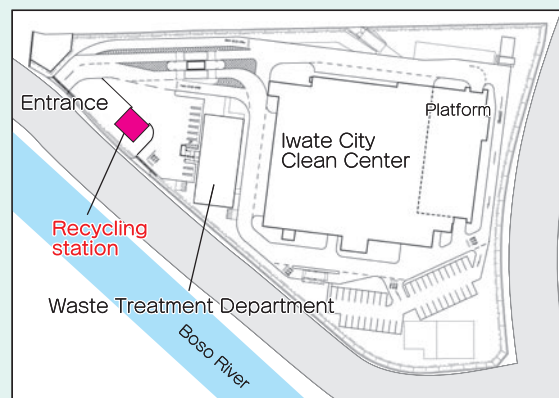 Entrance
Platform
Iwate City
Clean Center
Recycling
station
Waste Treatment Department
Boso River